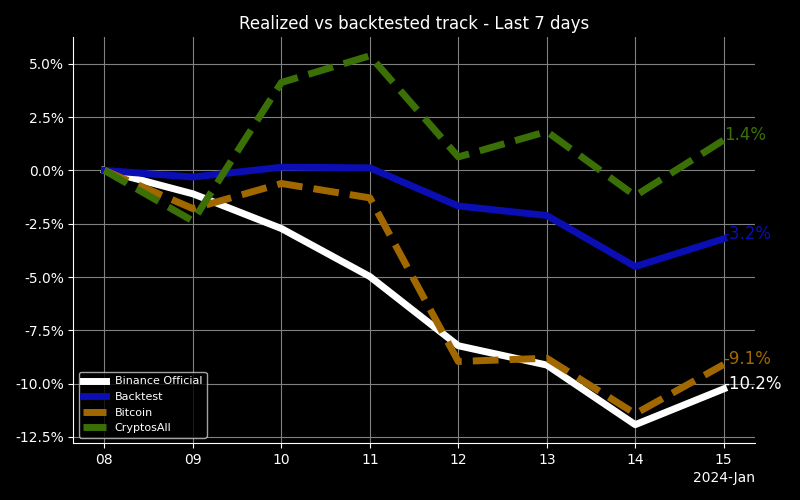 Realized vs backtested track - Last 7 days
5.0%
2.5%
0.0%
-2.5%
-5.0%
-7.5%
-10.0%
-12.5%
1.4%
-3.2%
-9.1%
-10.2%
Binance Official
Backtest
Bitcoin
CryptosAll
08 09 10 11 12 13 14 15
2024-Jan